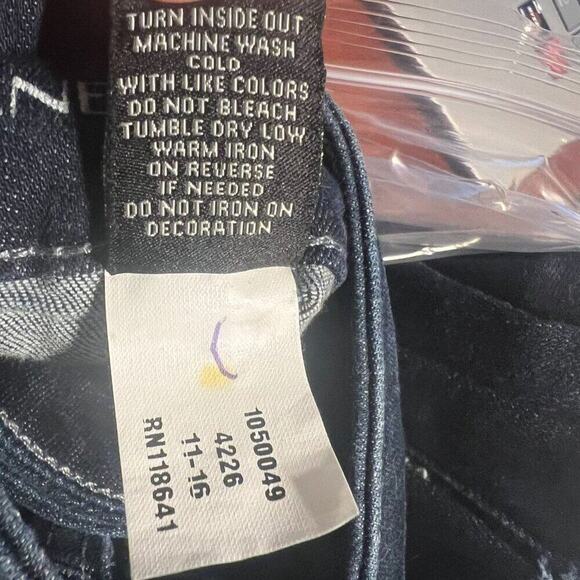 TURN INSIDE OUT
MACHINE WASH
COLD
WITH LIKE COLORS
DO NOT BLEACH
TUMBLE DRY LOW
WARM IRON
ON REVERSE
IF NEEDED
DO NOT IRON ON
DECORATION
1050049
4226
11-16
RN118641